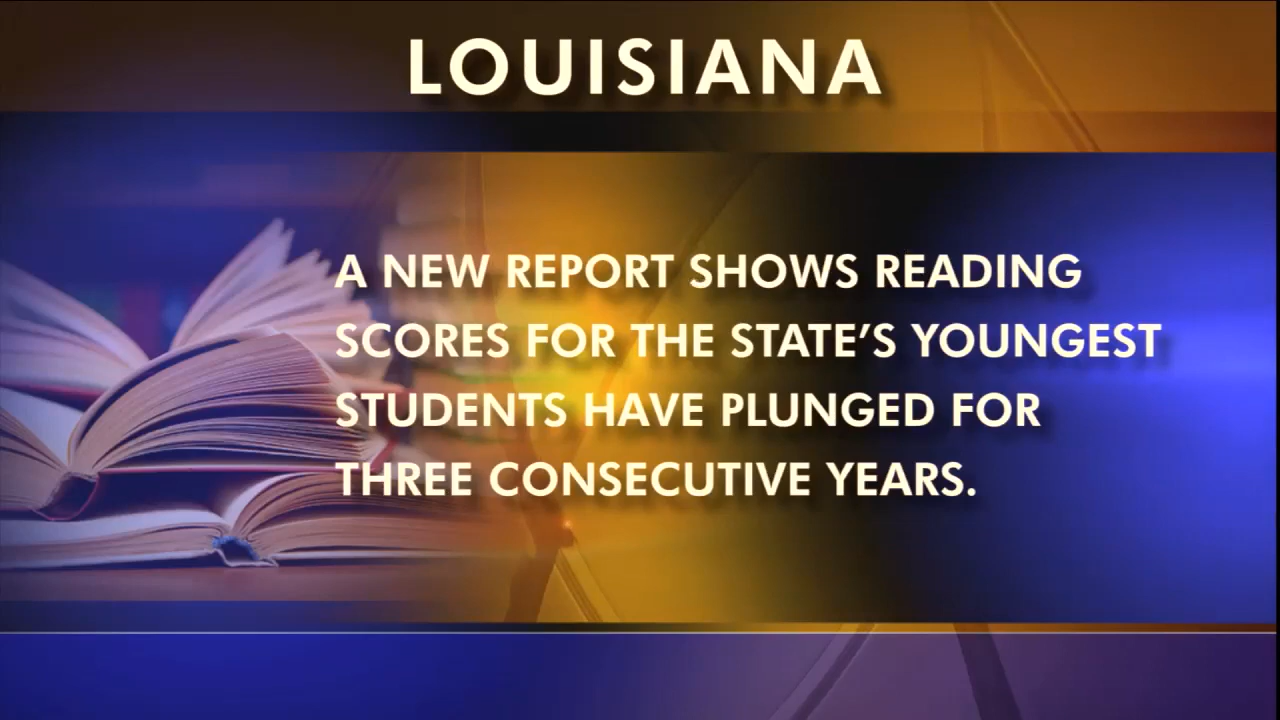 LOUISIANA
A NEW REPORT SHOWS READING
SCORES FOR THE STATE'S YOUNGEST
STUDENTS HAVE PLUNGED FOR
THREE CONSECUTIVE YEARS.